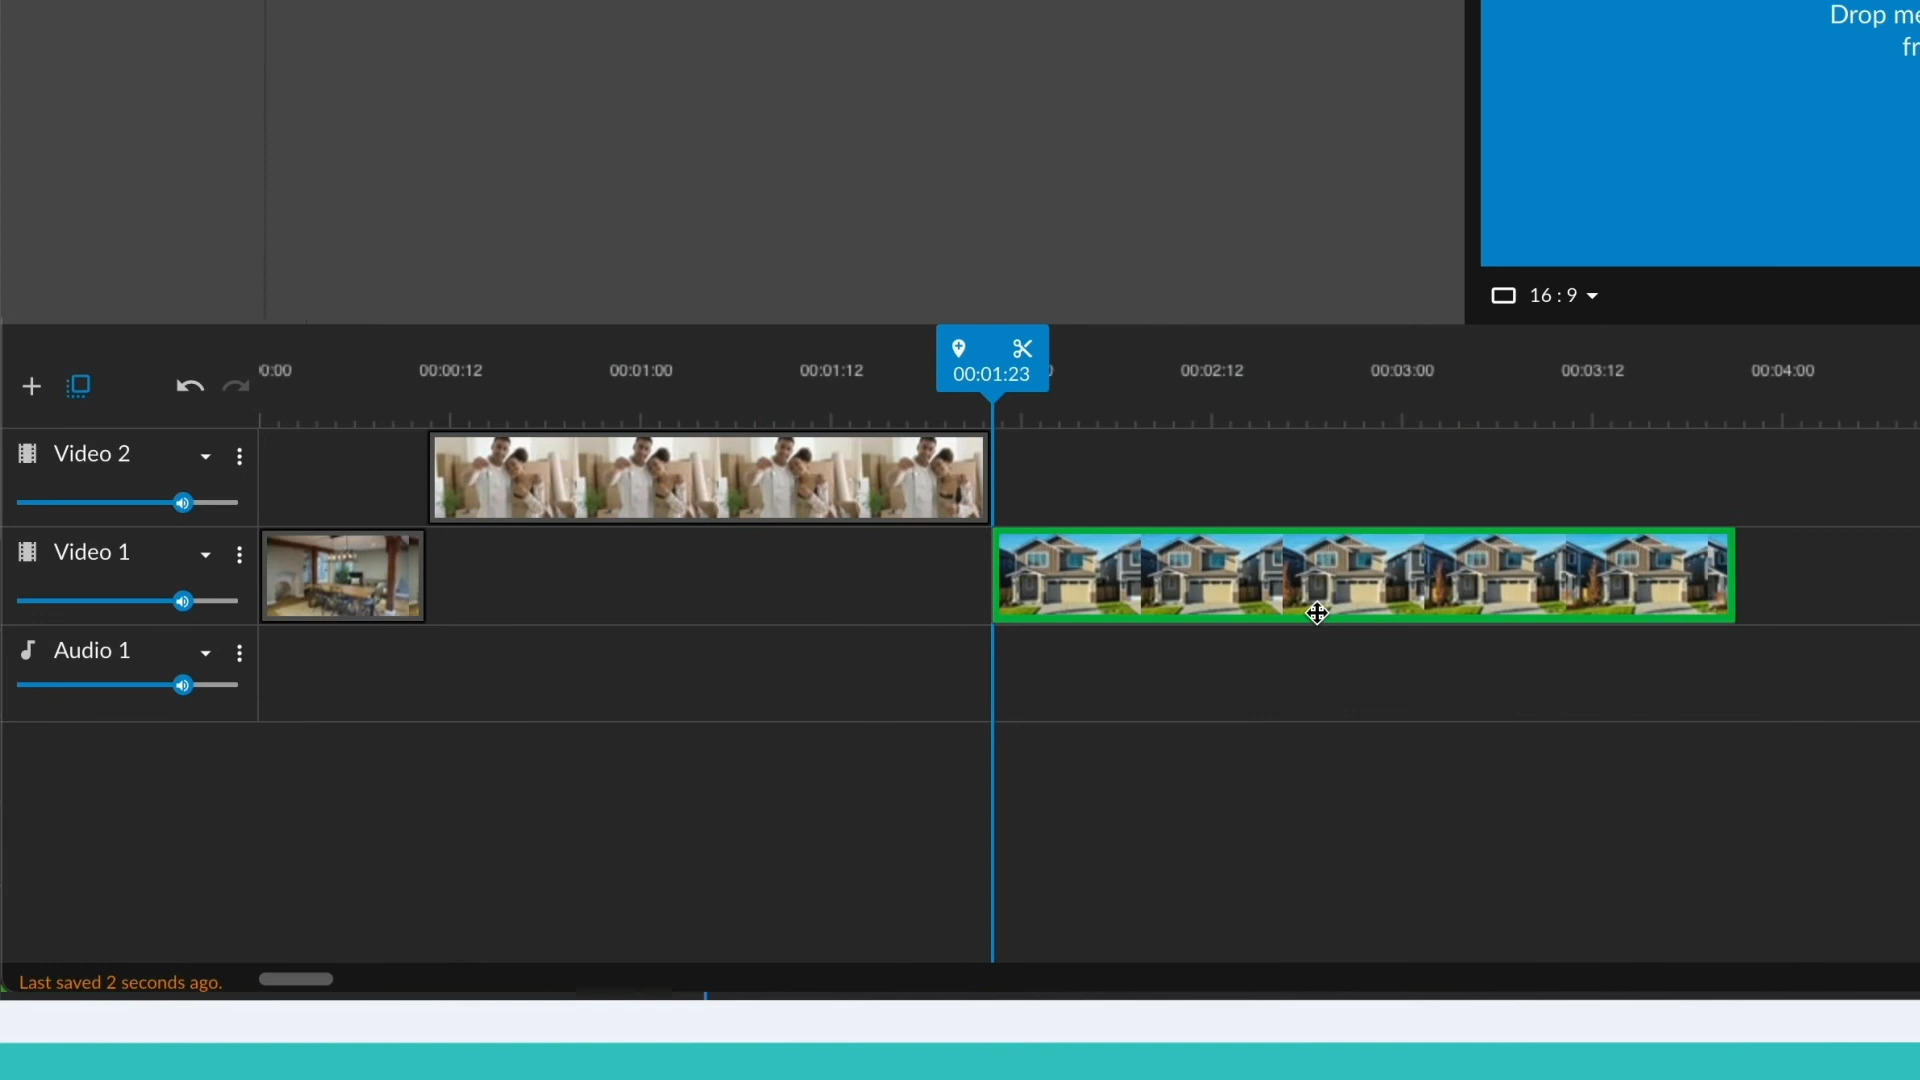 Drop me
fr
16 : 9
00:00
00:00:12
00:01:00
00:01:12
00:01:23
00:02:12
00:03:00
00:03:12
00:04:00
Video 2
Video 1
Audio 1
Last saved 2 seconds ago.